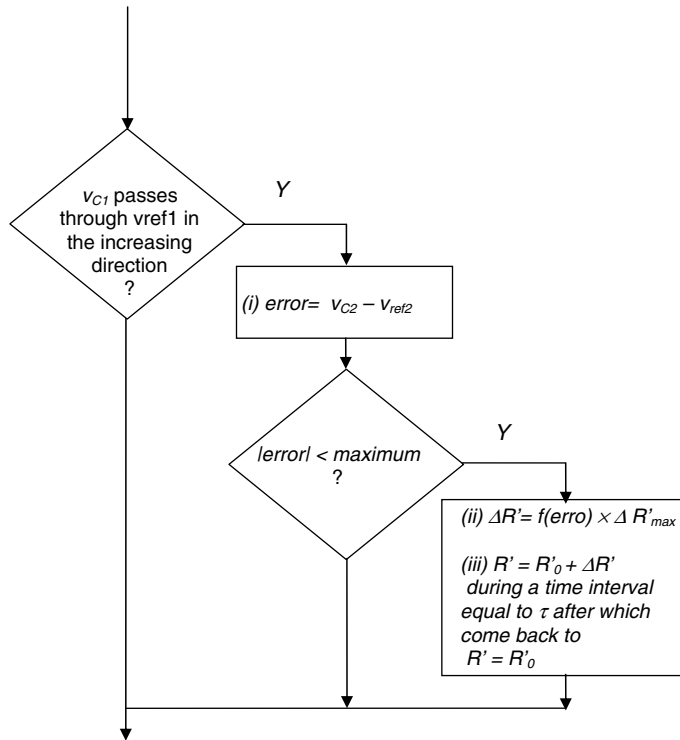 v_C1 passes
through vref1 in
the increasing
direction
?
Y
(i) error= v_C2 – v_ref2
|error| < maximum
?
Y
(ii) ΔR'= f(erro) × Δ R'_max
(iii) R' = R'_0 + ΔR'
during a time interval
equal to τ after which
come back to
R' = R'_0